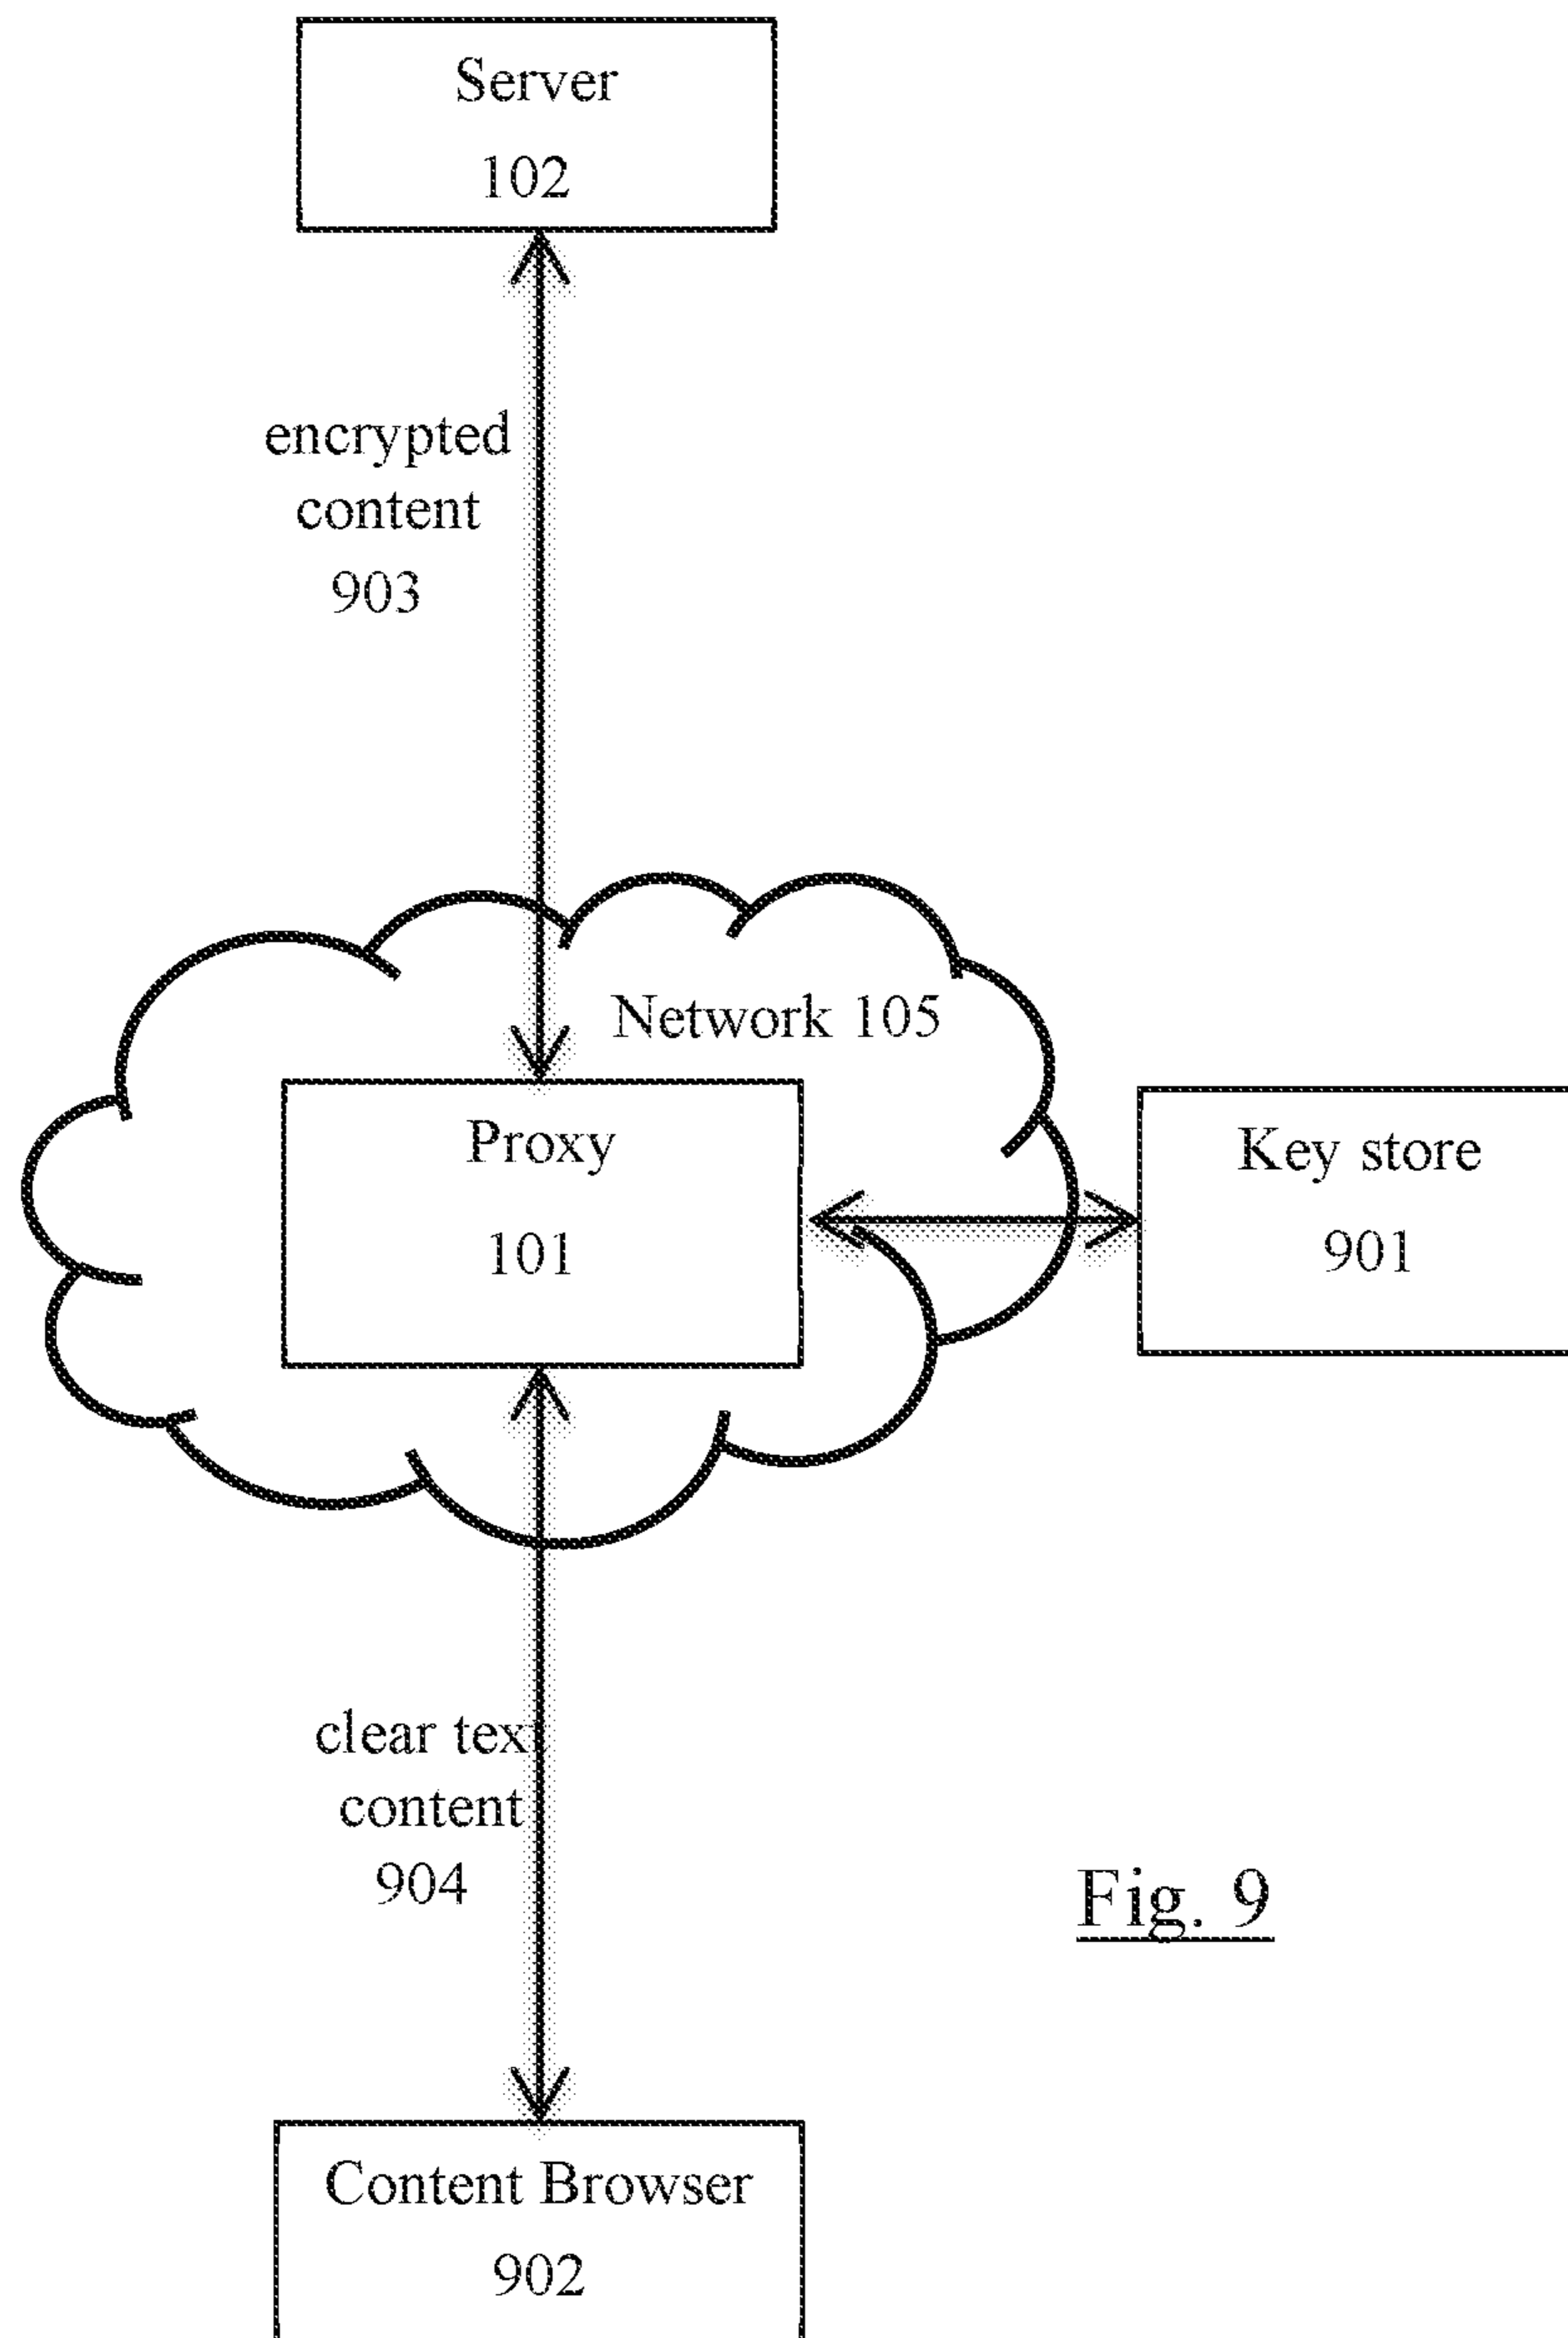 Server
102
encrypted
content
903
Network 105
Proxy
101
Key store
901
clear text
content
904
Fig. 9
Content Browser
902